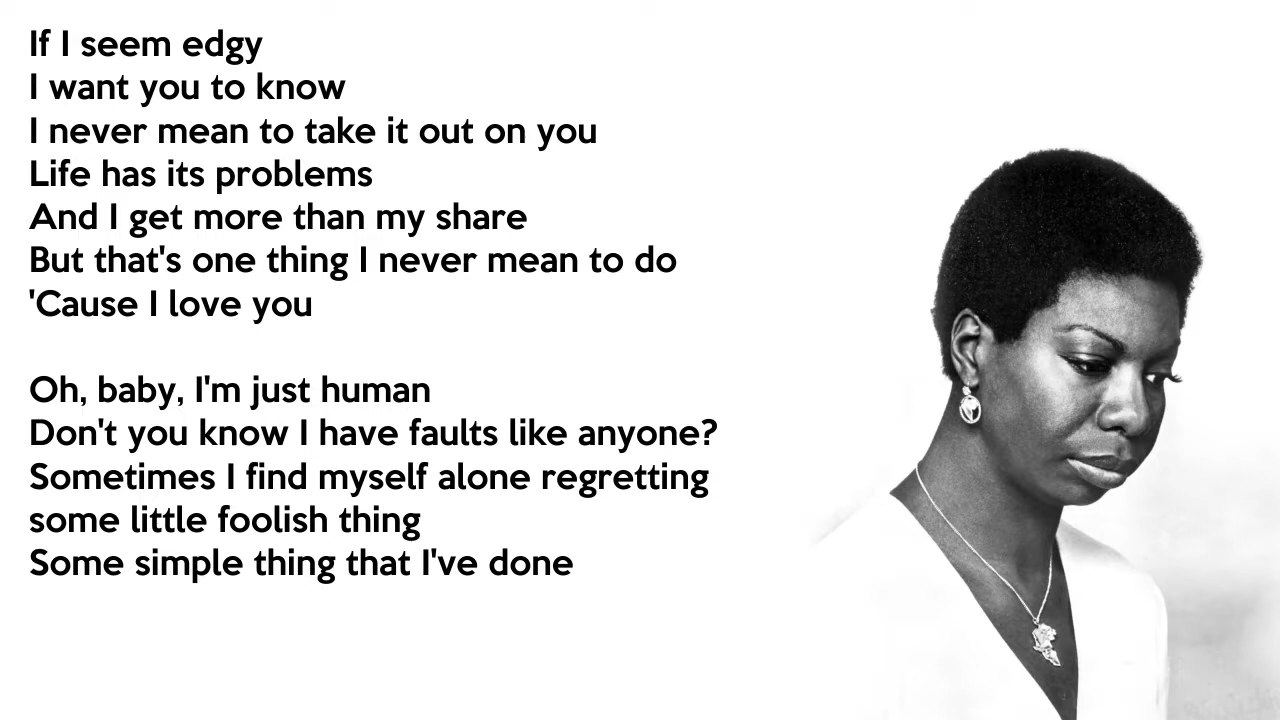 If I seem edgy
I want you to know
I never mean to take it out on you
Life has its problems
And I get more than my share
But that's one thing I never mean to do
'Cause I love you
Oh, baby, I'm just human
Don't you know I have faults like anyone?
Sometimes I find myself alone regretting
some little foolish thing
Some simple thing that I've done